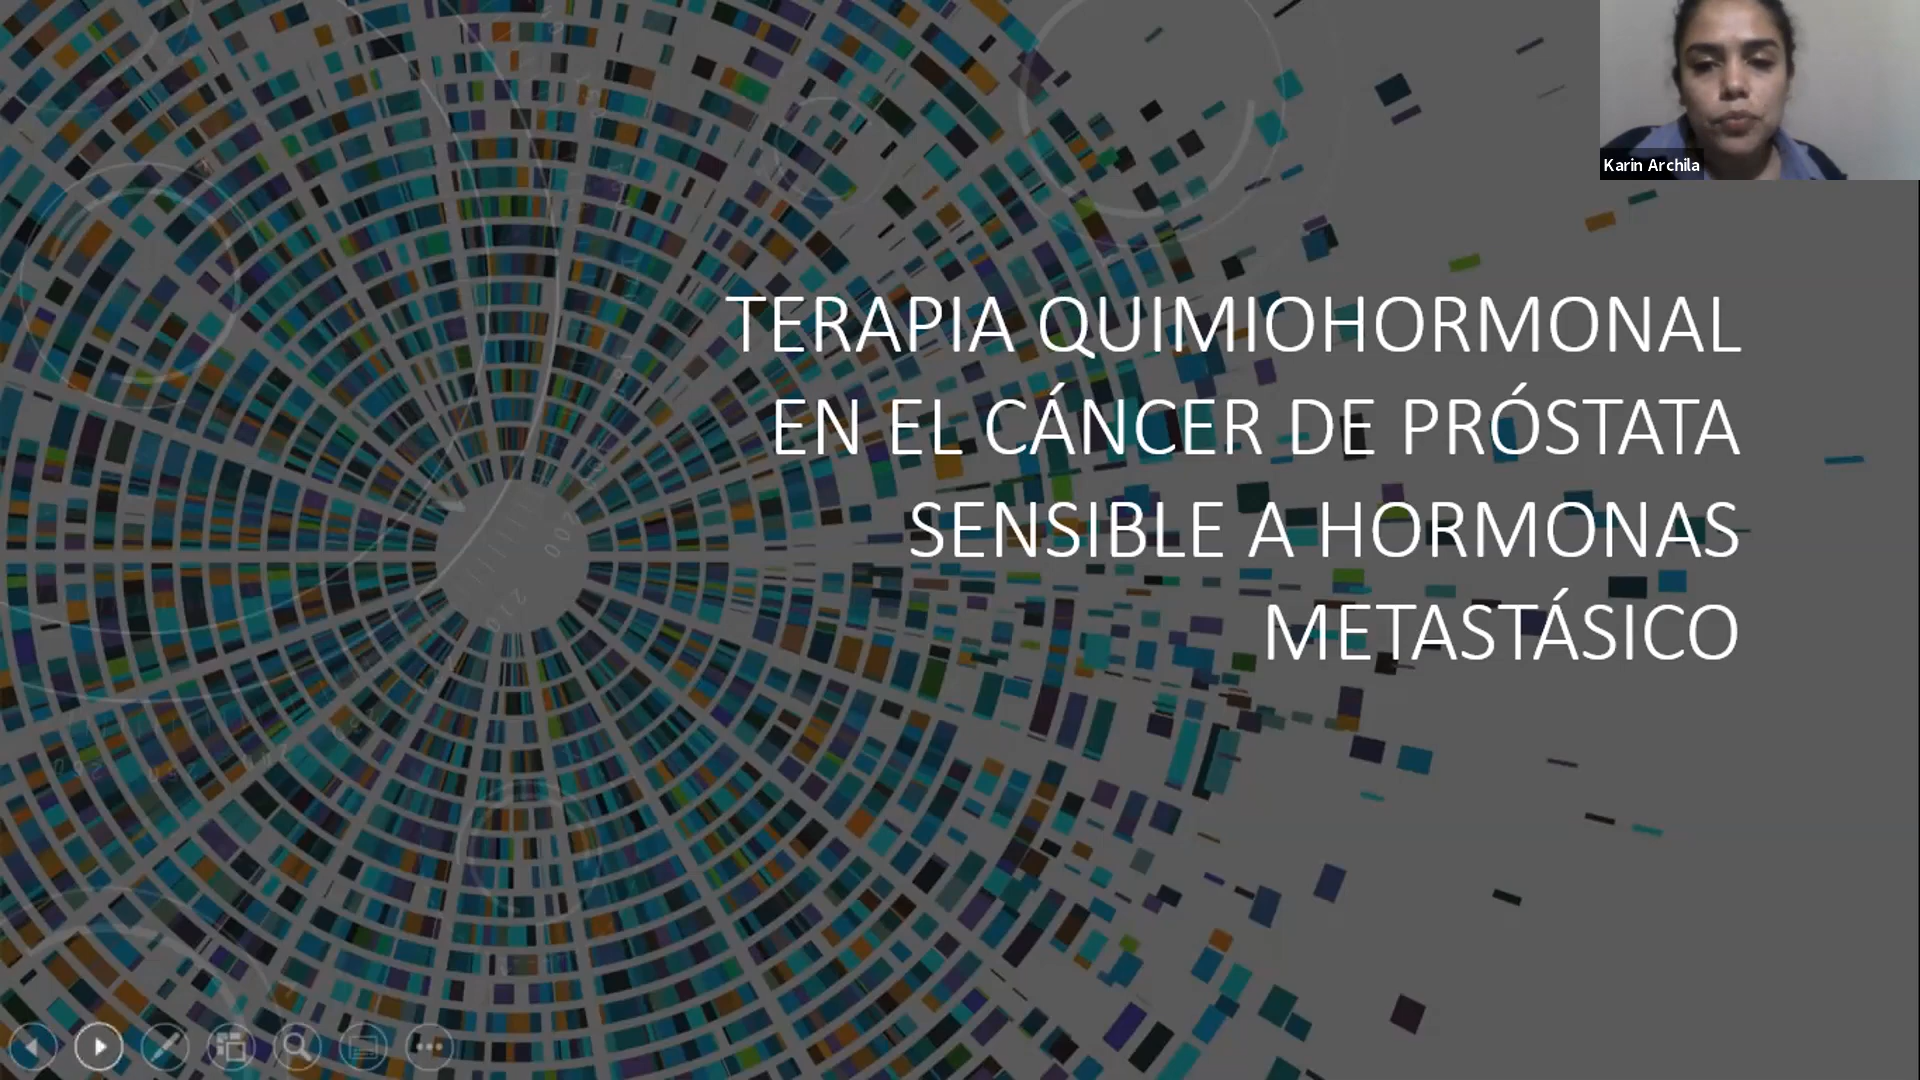 Karin Archila
TERAPIA QUIMIOHORMONAL
EN EL CÁNCER DE PRÓSTATA
SENSIBLE A HORMONAS
METASTÁSICO